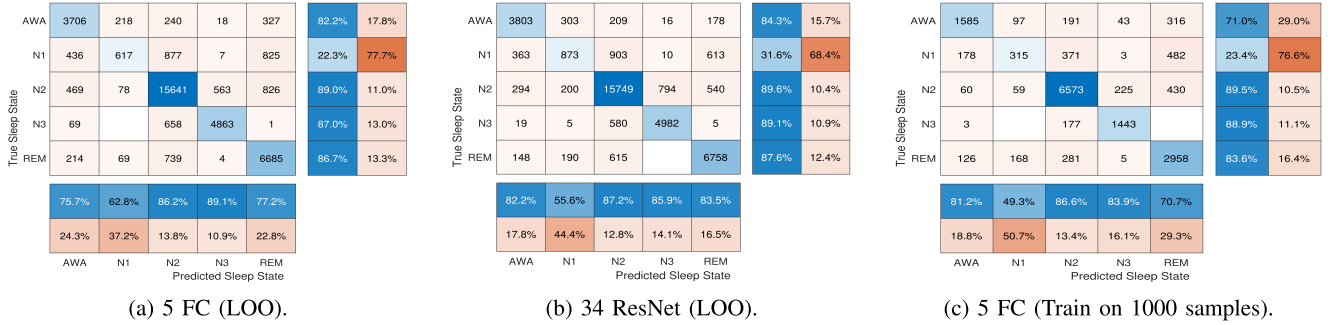 AWA 3706 218 240 18 327 82.2% 17.8%
N1 436 617 877 7 825 22.3% 77.7%
N2 469 78 15641 563 826 89.0% 11.0%
N3 69 658 4863 1 87.0% 13.0%
REM 214 69 739 4 6685 86.7% 13.3%
True Sleep State
75.7% 62.8% 86.2% 89.1% 77.2%
24.3% 37.2% 13.8% 10.9% 22.8%
AWA N1 N2 N3 REM
Predicted Sleep State
(a) 5 FC (LOO).
AWA 3803 303 209 16 178 84.3% 15.7%
N1 363 873 903 10 613 31.6% 68.4%
N2 294 200 15749 794 540 89.6% 10.4%
N3 19 5 580 4982 5 89.1% 10.9%
REM 148 190 615 6758 87.6% 12.4%
True Sleep State
82.2% 55.6% 87.2% 85.9% 83.5%
17.8% 44.4% 12.8% 14.1% 16.5%
AWA N1 N2 N3 REM
Predicted Sleep State
(b) 34 ResNet (LOO).
AWA 1585 97 191 43 316 71.0% 29.0%
N1 178 315 371 3 482 23.4% 76.6%
N2 60 59 6573 225 430 89.5% 10.5%
N3 3 177 1443 88.9% 11.1%
REM 126 168 281 5 2958 83.6% 16.4%
True Sleep State
81.2% 49.3% 86.6% 83.9% 70.7%
18.8% 50.7% 13.4% 16.1% 29.3%
AWA N1 N2 N3 REM
Predicted Sleep State
(c) 5 FC (Train on 1000 samples).